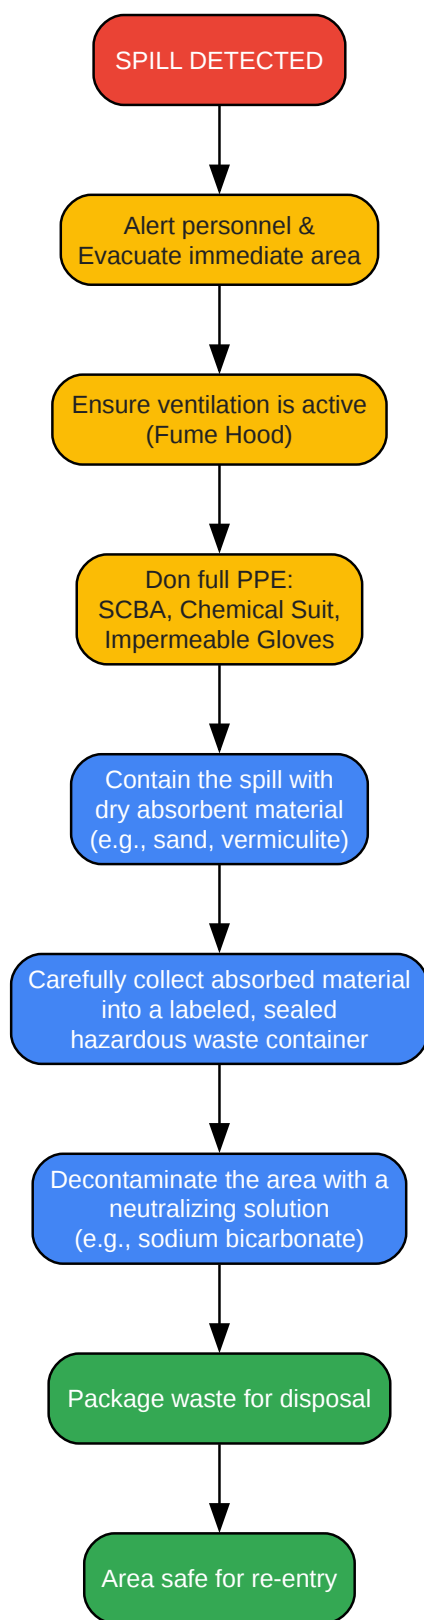 SPILL DETECTED
Alert personnel &
Evacuate immediate area
Ensure ventilation is active
(Fume Hood)
Don full PPE:
SCBA, Chemical Suit,
Impermeable Gloves
Contain the spill with
dry absorbent material
(e.g., sand, vermiculite)
Carefully collect absorbed material
into a labeled, sealed
hazardous waste container
Decontaminate the area with a
neutralizing solution
(e.g., sodium bicarbonate)
Package waste for disposal
Area safe for re-entry